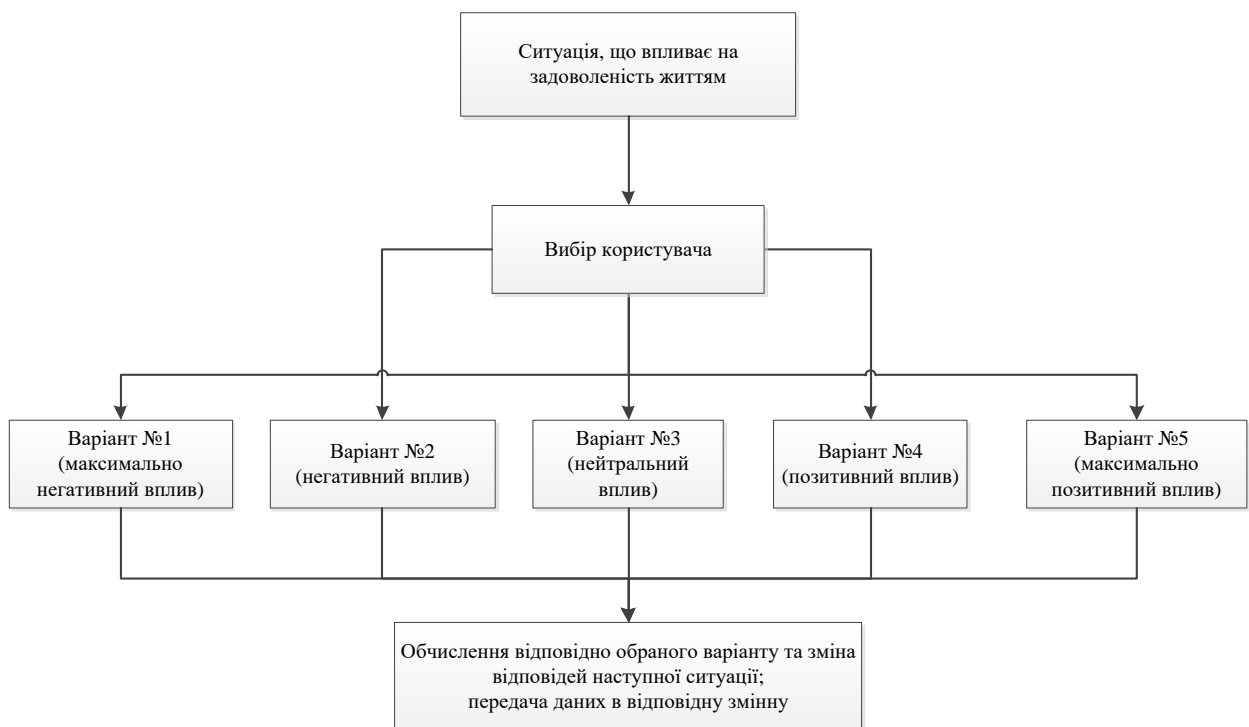 Ситуація, що впливає на
задоволеність життям
Вибір користувача
Варіант №1
(максимально
негативний вплив)
Варіант №2
(негативний вплив)
Варіант №3
(нейтральний
вплив)
Варіант №4
(позитивний вплив)
Варіант №5
(максимально
позитивний вплив)
Обчислення відповідно обраного варіанту та зміна
відповідей наступної ситуації;
передача даних в відповідну змінну